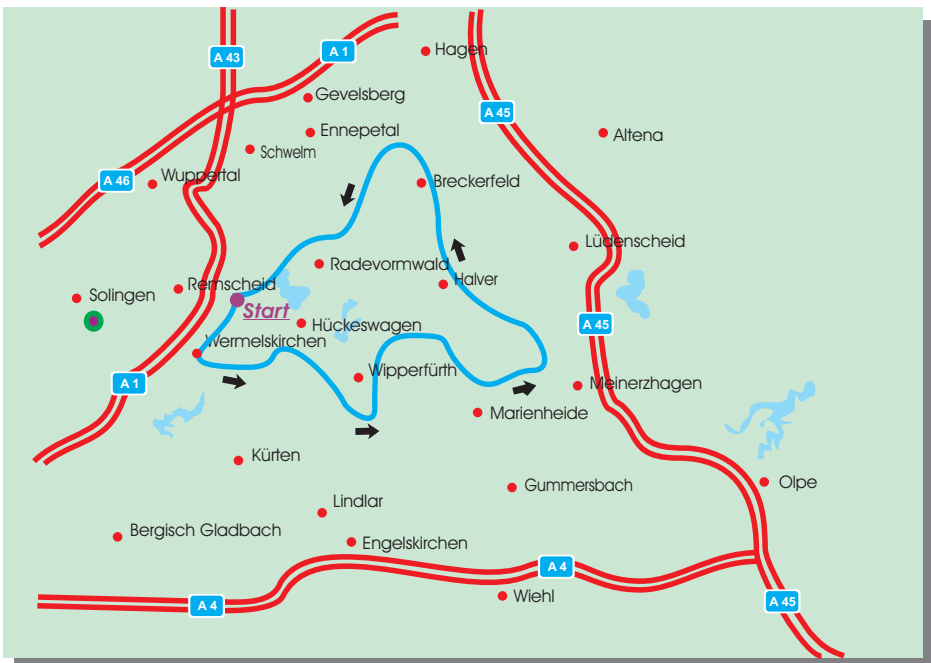 Hagen
A 1
A 43
Gevelsberg
A 45
Ennepetal
Altena
Schwelm
Wuppertal
A 46
Breckerfeld
Lüdenscheid
Radevormwald
Halver
Remscheid
Solingen
Start
Hückeswagen
A 45
Wermelskirchen
Wipperfürth
A 1
Meinerzhagen
Marienheide
Kürten
Gummersbach
Olpe
Lindlar
Bergisch Gladbach
Engelskirchen
A 4
Wiehl
A 4
A 45